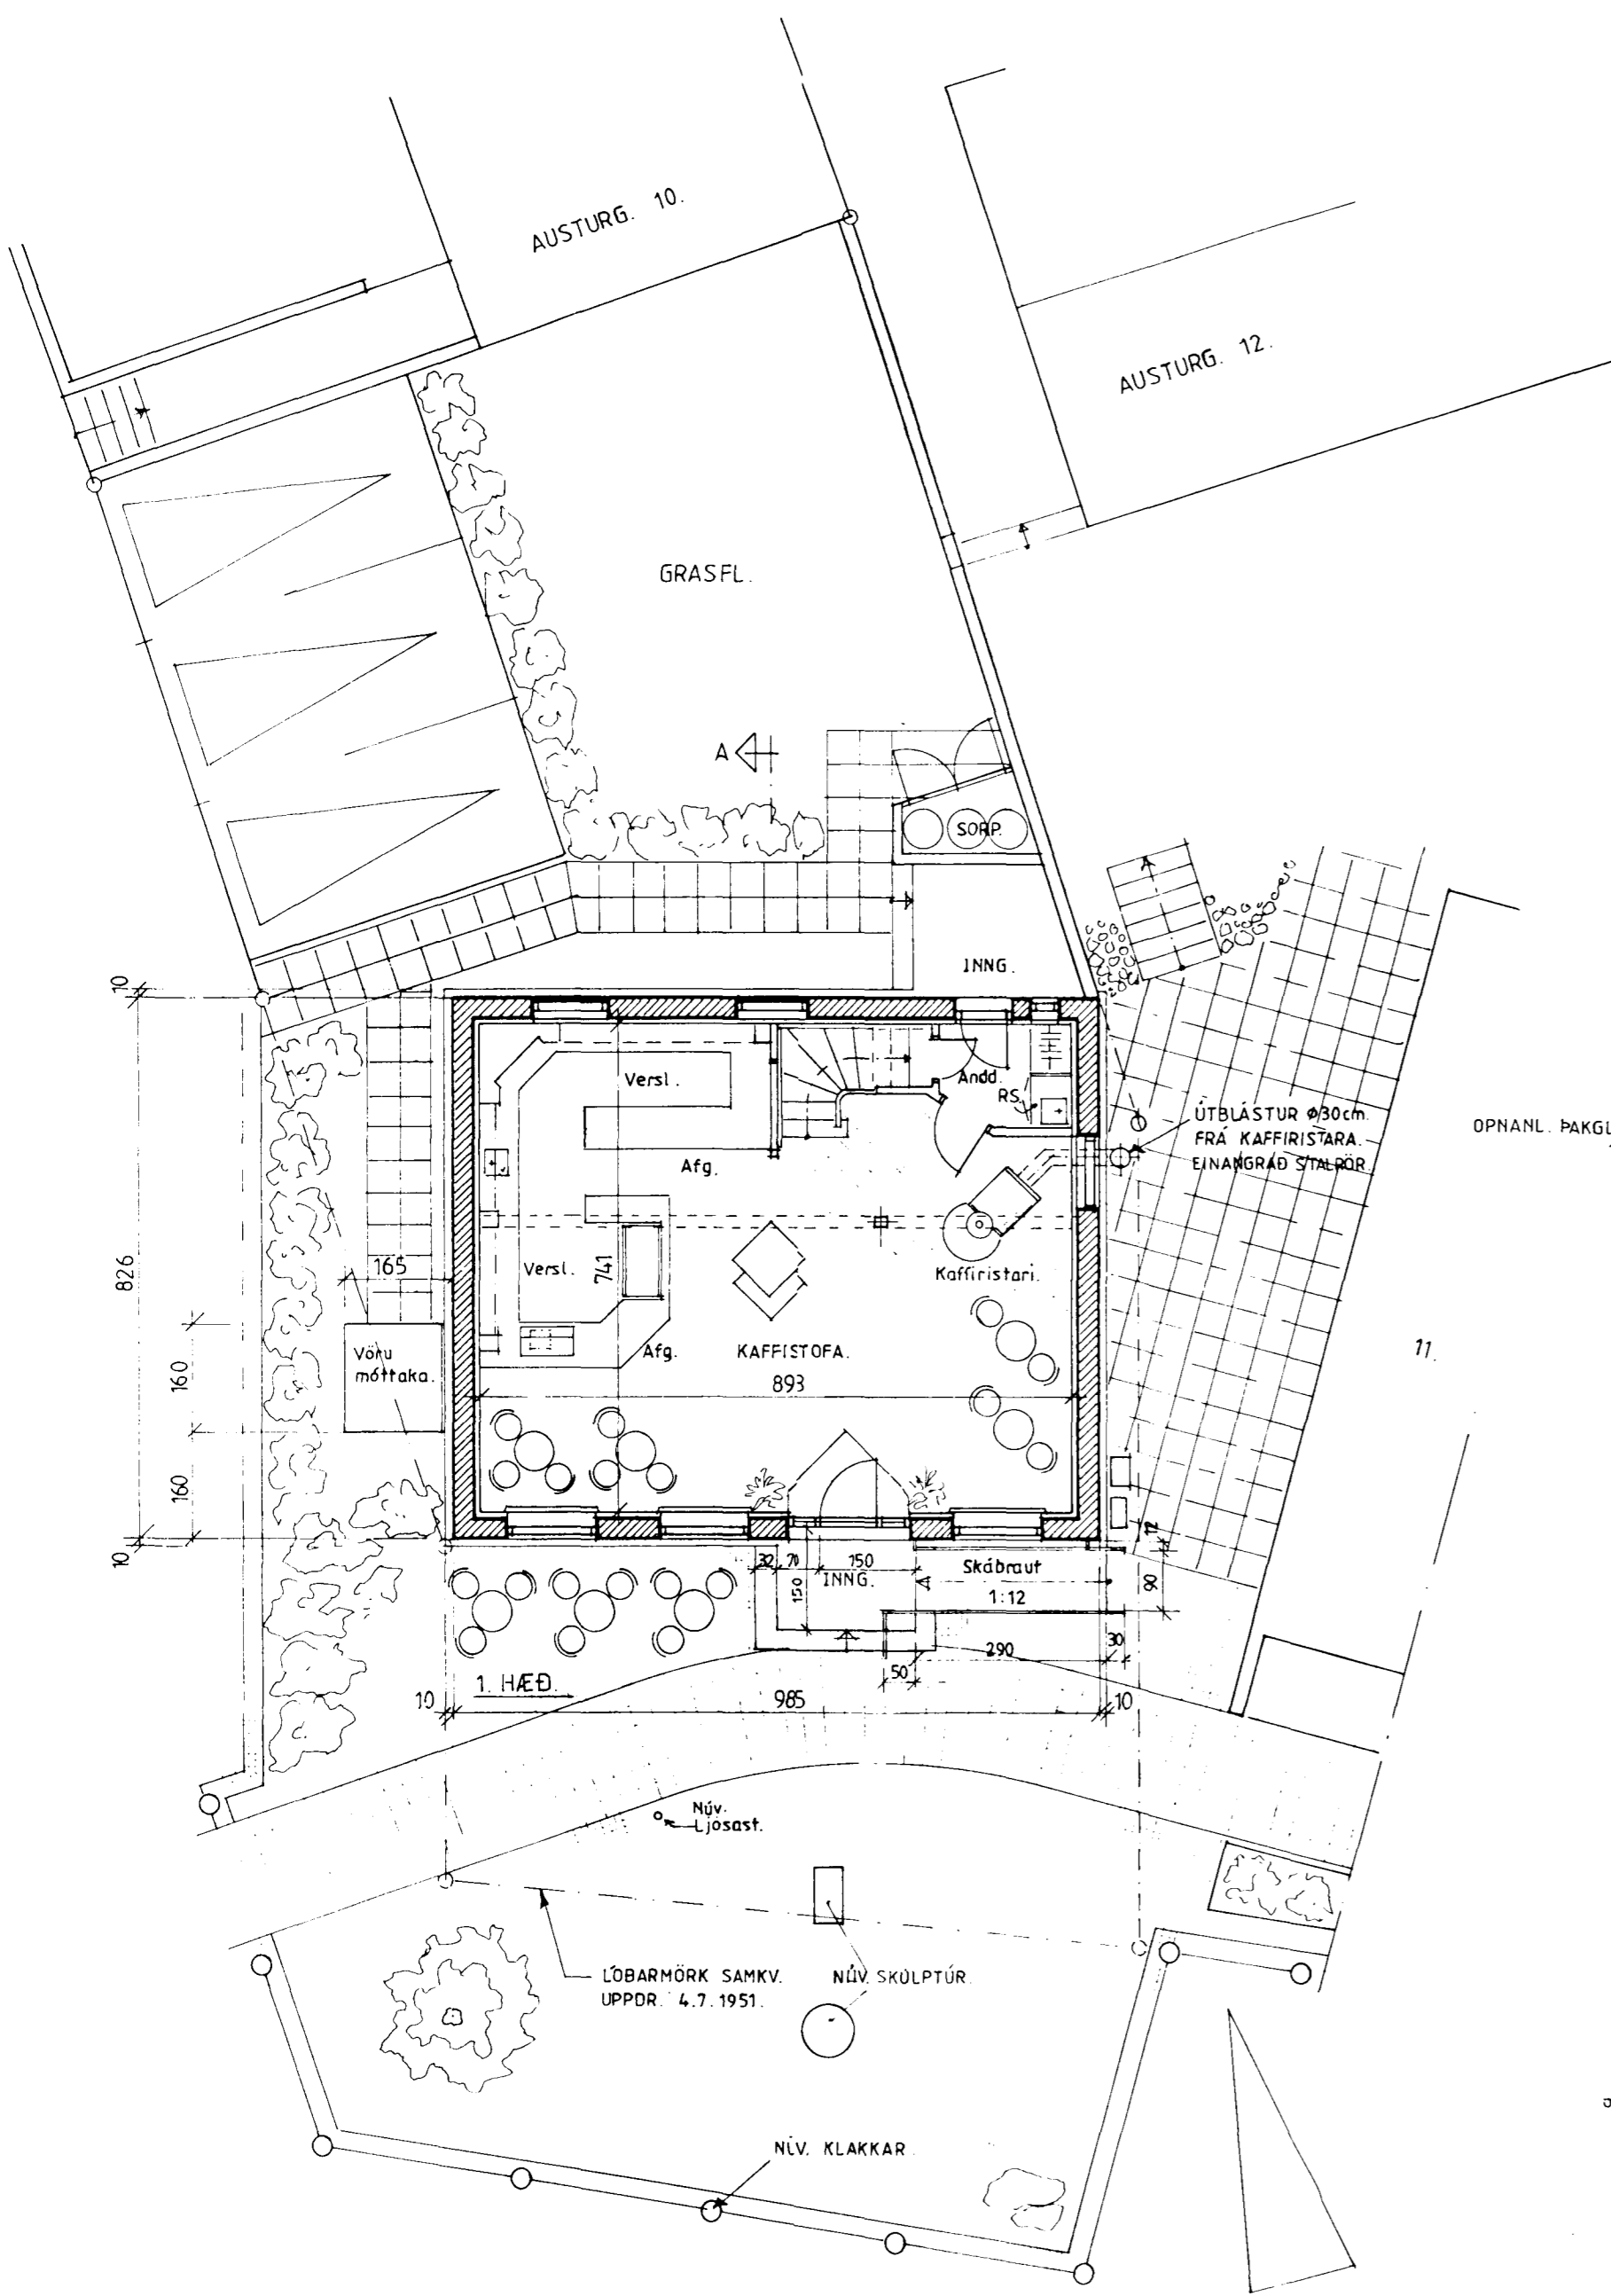 AUSTURG. 10.
AUSTURG. 12.
GRASFL.
A
SORP.
INNG.
10
Versl.
Andd.
RS.
Afg.
ÚTBLÁSTUR ø30cm.
FRÁ KAFFIRISTARA.
EINANGRAÐ STÁLRÖR.
OPNANL. ÞAKGL
826
165
Versl.
741
Kaffiristari.
Vöru
móttaka.
Afg.
KAFFISTOFA.
893
11.
160
160
10
32
70
150
150
INNG.
Skábraut
1:12
12
90
290
30
50
1. HÆÐ.
10
985
10
Núv.
Ljósast.
LÓÐARMÖRK SAMKV.
UPPDR. 4.7.1951.
NÚV. SKÚLPTÚR.
NÚV. KLAKKAR.